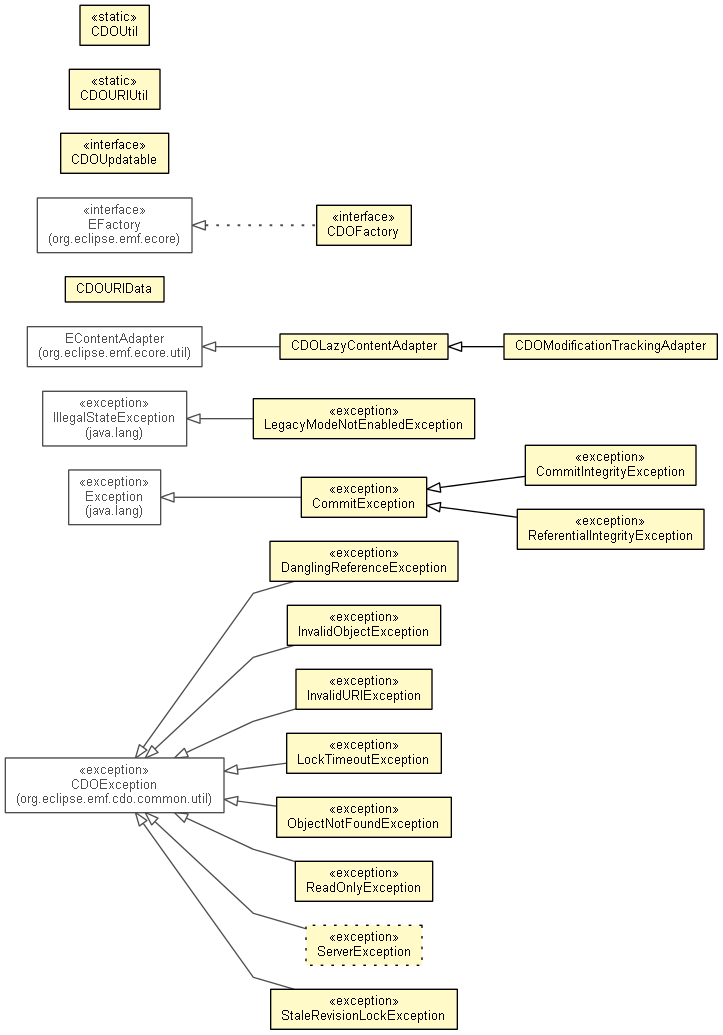 «static»
CDOUtil
«static»
CDOURIUtil
«interface»
CDOUpdatable
«interface»
EFactory
(org.eclipse.emf.ecore)
«interface»
CDOFactory
CDOURIData
EContentAdapter
(org.eclipse.emf.ecore.util)
CDOLazyContentAdapter
CDOModificationTrackingAdapter
«exception»
IllegalStateException
(java.lang)
«exception»
LegacyModeNotEnabledException
«exception»
Exception
(java.lang)
«exception»
CommitException
«exception»
CommitIntegrityException
«exception»
ReferentialIntegrityException
«exception»
DanglingReferenceException
«exception»
InvalidObjectException
«exception»
InvalidURIException
«exception»
LockTimeoutException
«exception»
CDOException
(org.eclipse.emf.cdo.common.util)
«exception»
ObjectNotFoundException
«exception»
ReadOnlyException
«exception»
ServerException
«exception»
StaleRevisionLockException